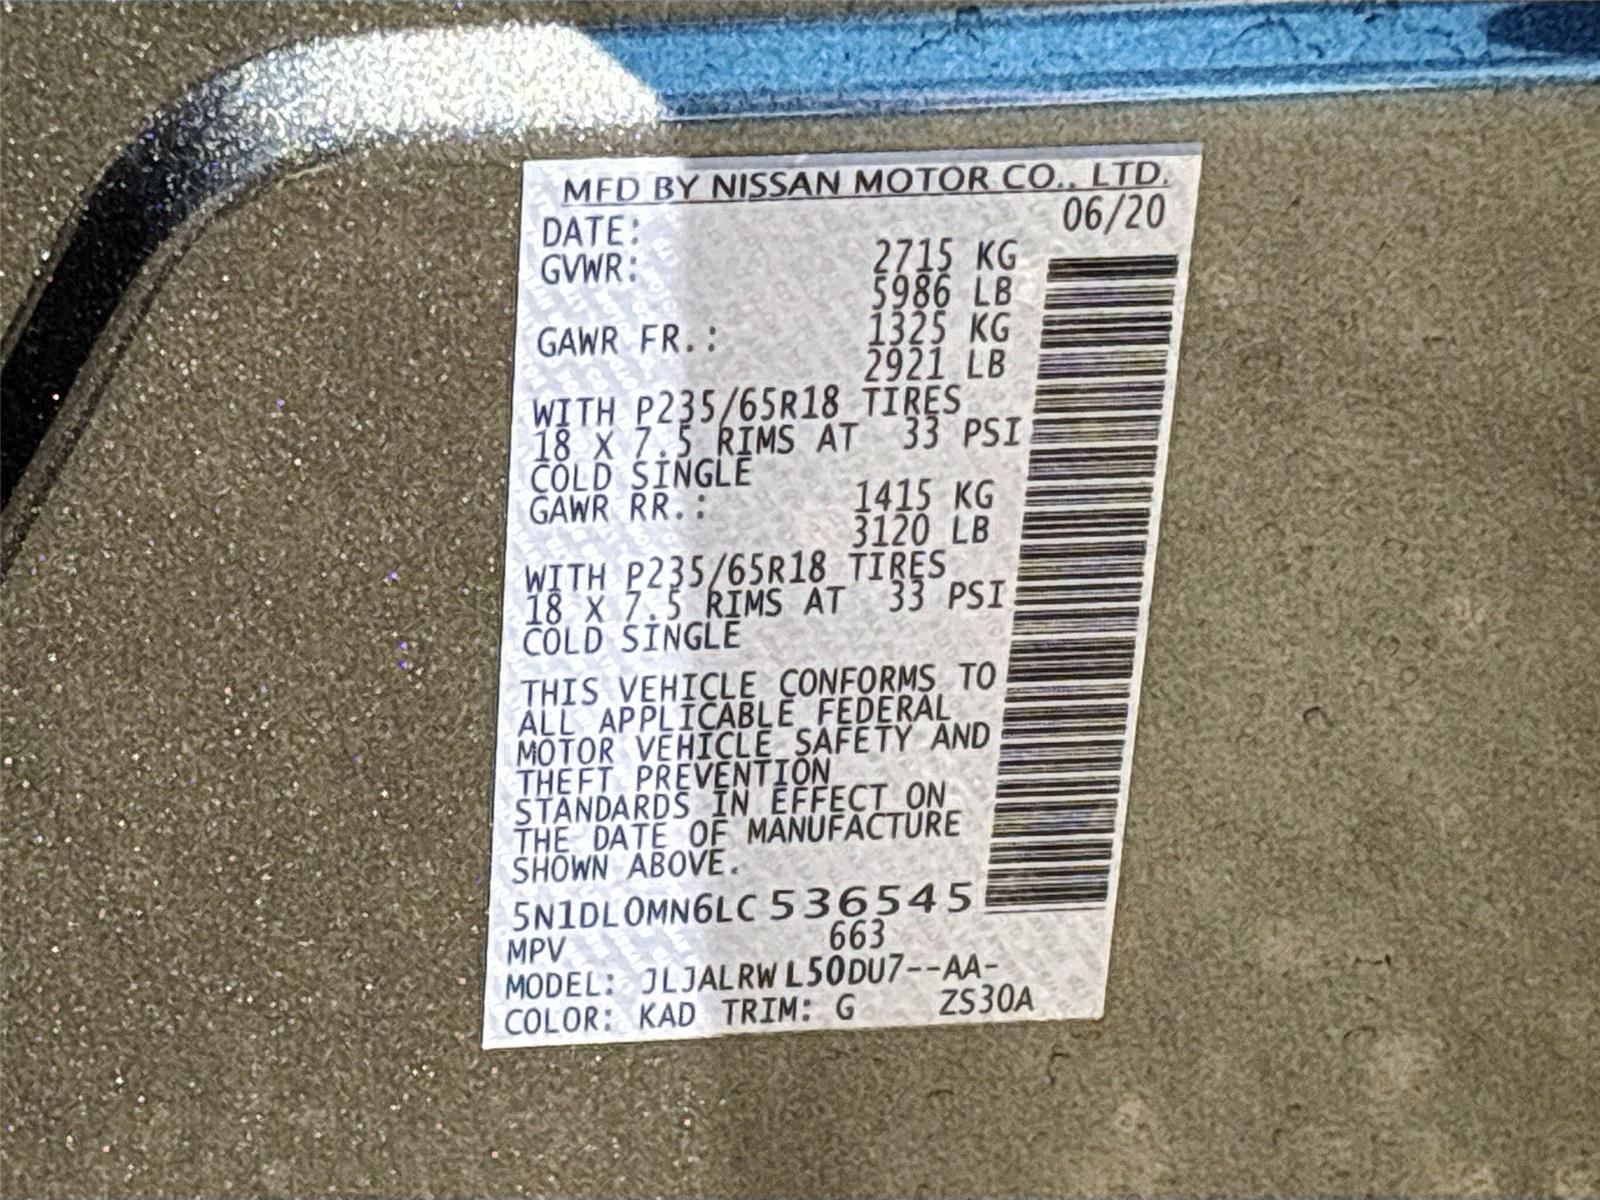 MFD BY NISSAN MOTOR CO., LTD.
DATE: 06/20
GVWR: 2715 KG
5986 LB
GAWR FR.: 1325 KG
2921 LB
WITH P235/65R18 TIRES
18 X 7.5 RIMS AT 33 PSI
COLD SINGLE
GAWR RR.: 1415 KG
3120 LB
WITH P235/65R18 TIRES
18 X 7.5 RIMS AT 33 PSI
COLD SINGLE
THIS VEHICLE CONFORMS TO
ALL APPLICABLE FEDERAL
MOTOR VEHICLE SAFETY AND
THEFT PREVENTION
STANDARDS IN EFFECT ON
THE DATE OF MANUFACTURE
SHOWN ABOVE.
5N1DL0MN6LC536545
MPV 663
MODEL: JLJALRWL50DU7--AA-
COLOR: KAD TRIM: G ZS30A